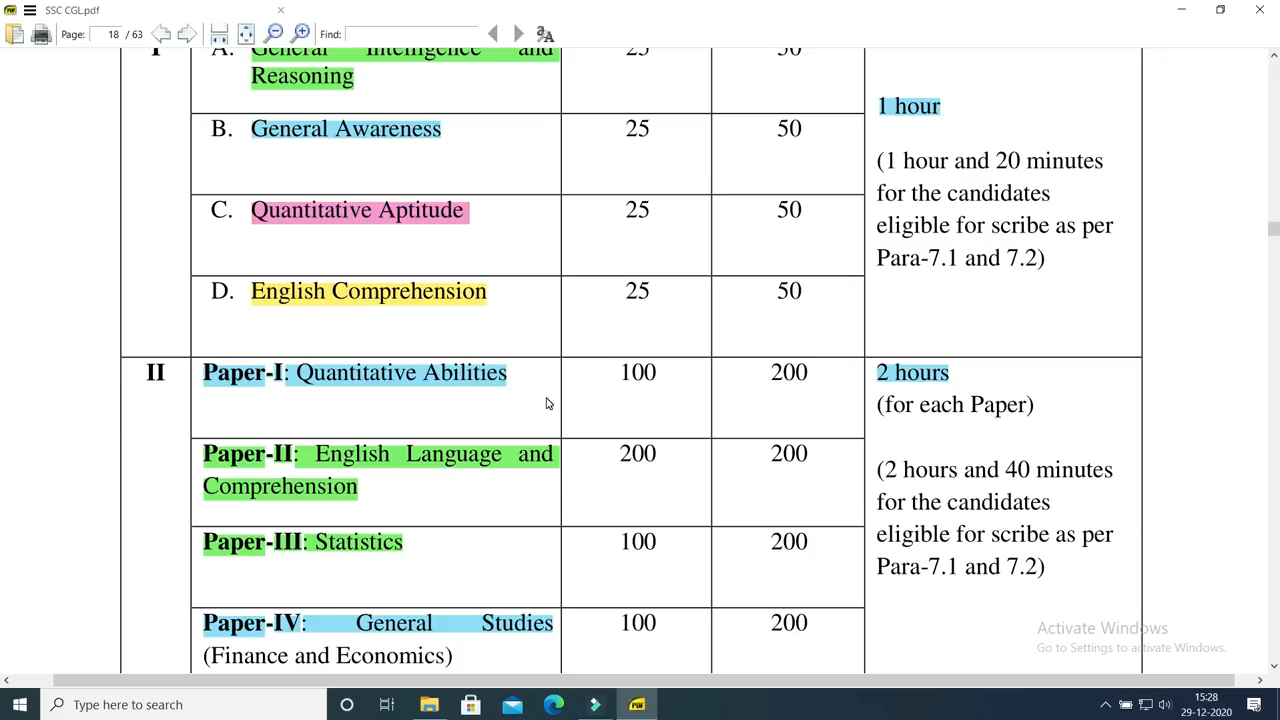 SSC CGL.pdf
Page: 18 / 63 Find:
I A. General Intelligence and 25 50
Reasoning
1 hour
B. General Awareness 25 50
(1 hour and 20 minutes
for the candidates
C. Quantitative Aptitude 25 50
eligible for scribe as per
Para-7.1 and 7.2)
D. English Comprehension 25 50
II Paper-I: Quantitative Abilities 100 200 2 hours
(for each Paper)
Paper-II: English Language and 200 200
(2 hours and 40 minutes
Comprehension
for the candidates
eligible for scribe as per
Paper-III: Statistics 100 200
Para-7.1 and 7.2)
Paper-IV: General Studies 100 200
(Finance and Economics)
Activate Windows
Go to Settings to activate Windows.
Type here to search
PDF
15:28
29-12-2020